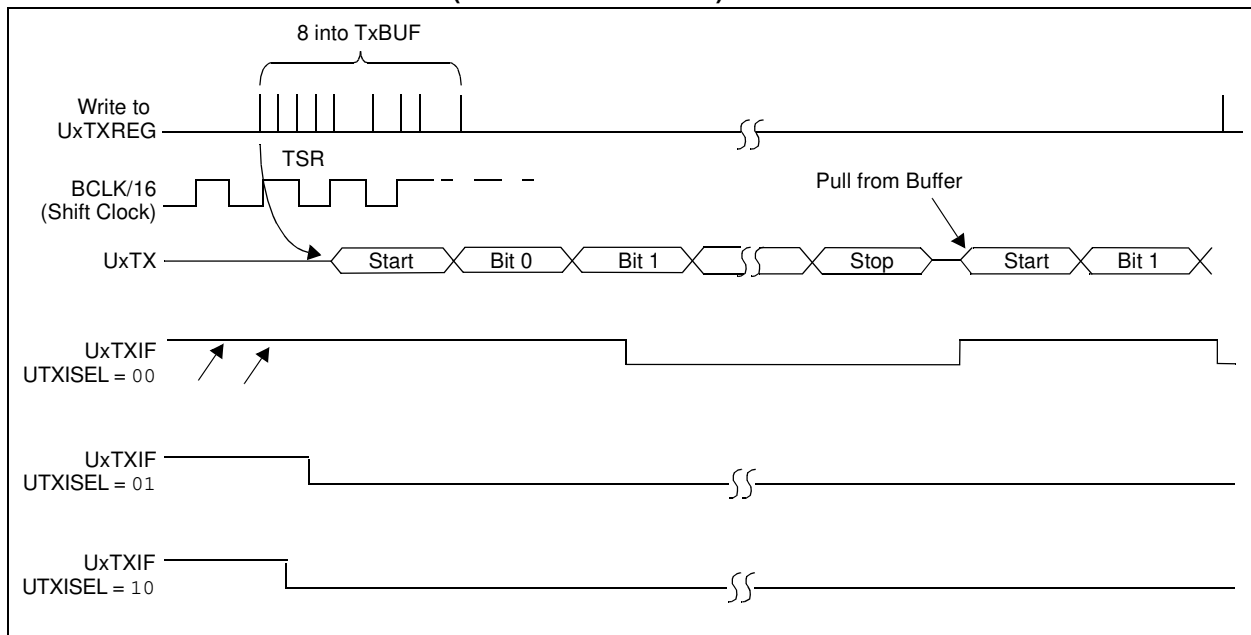 8 into TxBUF
Write to
UxTXREG
TSR
BCLK/16
(Shift Clock)
Pull from Buffer
UxTX
Start
Bit 0
Bit 1
Stop
Start
Bit 1
UxTXIF
UTXISEL = 00
UxTXIF
UTXISEL = 01
UxTXIF
UTXISEL = 10